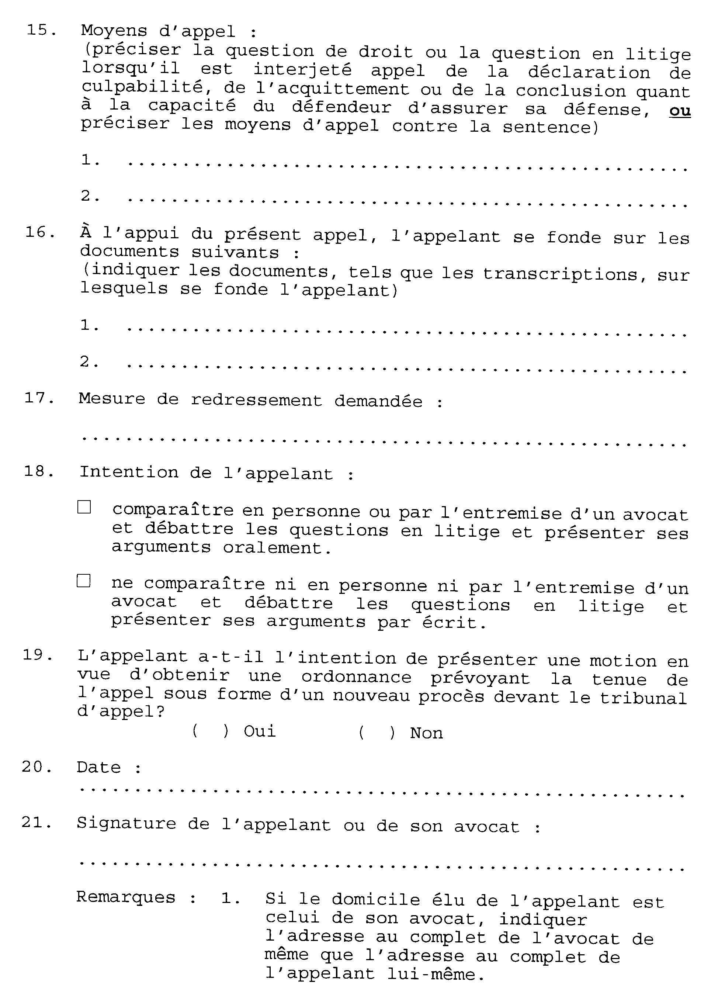 15. Moyens d'appel :
(préciser la question de droit ou la question en litige
lorsqu'il est interjeté appel de la déclaration de
culpabilité, de l'acquittement ou de la conclusion quant
à la capacité du défendeur d'assurer sa défense, ou
préciser les moyens d'appel contre la sentence)
1. ...................................................
2. ...................................................
16. À l'appui du présent appel, l'appelant se fonde sur les
documents suivants :
(indiquer les documents, tels que les transcriptions, sur
lesquels se fonde l'appelant)
1. ...................................................
2. ...................................................
17. Mesure de redressement demandée :
.......................................................
18. Intention de l'appelant :
□ comparaître en personne ou par l'entremise d'un avocat
et débattre les questions en litige et présenter ses
arguments oralement.
□ ne comparaître ni en personne ni par l'entremise d'un
avocat et débattre les questions en litige et
présenter ses arguments par écrit.
19. L'appelant a-t-il l'intention de présenter une motion en
vue d'obtenir une ordonnance prévoyant la tenue de
l'appel sous forme d'un nouveau procès devant le tribunal
d'appel?
( ) Oui ( ) Non
20. Date :
.......................................................
21. Signature de l'appelant ou de son avocat :
.......................................................
Remarques : 1. Si le domicile élu de l'appelant est
celui de son avocat, indiquer
l'adresse au complet de l'avocat de
même que l'adresse au complet de
l'appelant lui-même.